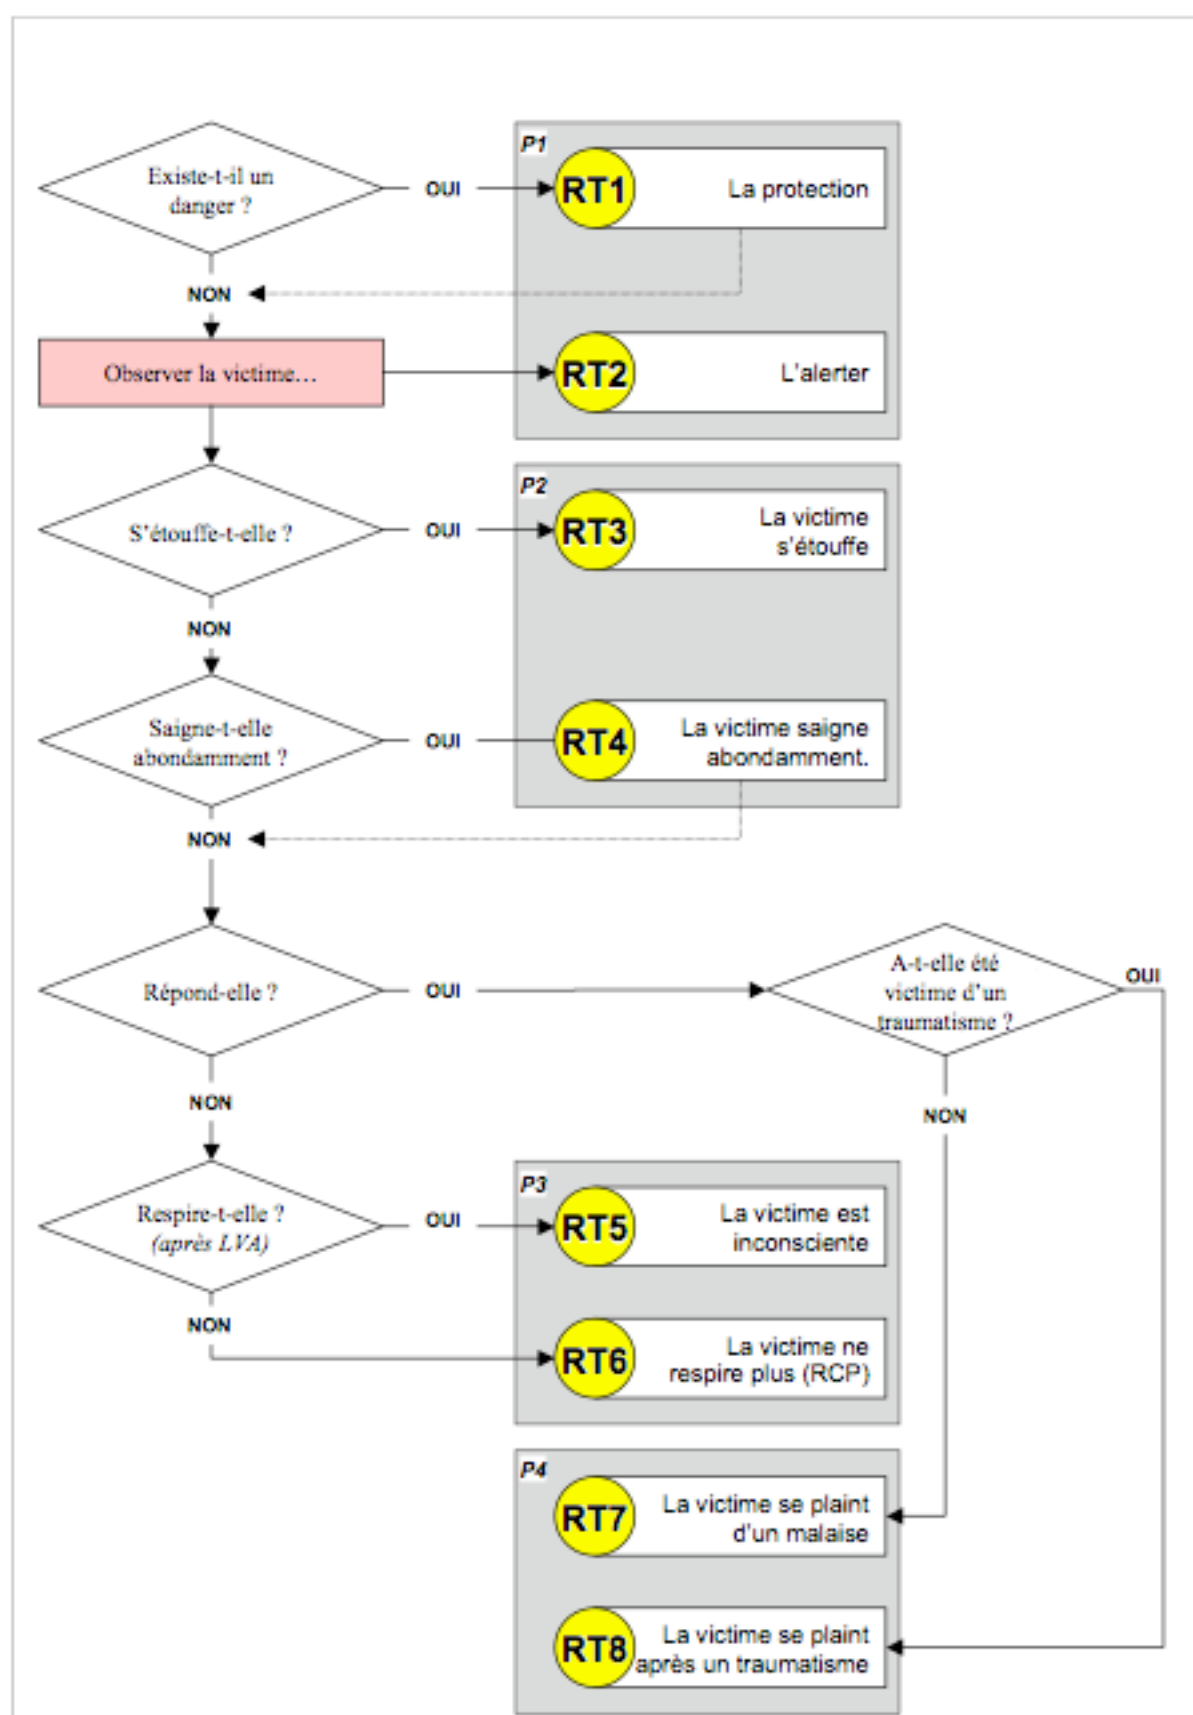 P1
Existe-t-il un
danger ?
OUI
RT1
La protection
NON
Observer la victime…
RT2
L'alerter
P2
S'étouffe-t-elle ?
OUI
RT3
La victime
s'étouffe
NON
Saigne-t-elle
abondamment ?
OUI
RT4
La victime saigne
abondamment.
NON
Répond-elle ?
OUI
A-t-elle été
victime d'un
traumatisme ?
OUI
NON
NON
P3
Respire-t-elle ?
(après LVA)
OUI
RT5
La victime est
inconsciente
NON
RT6
La victime ne
respire plus (RCP)
P4
RT7
La victime se plaint
d'un malaise
RT8
La victime se plaint
après un traumatisme